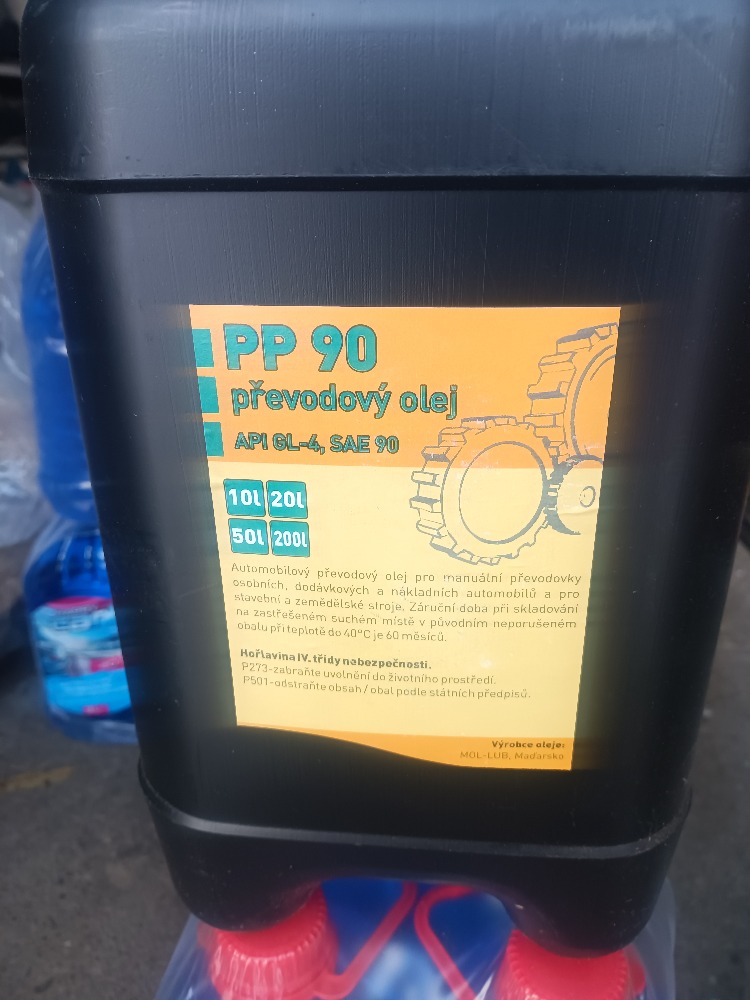 PP 90
převodový olej
API GL-4, SAE 90
10l 20l
50l 200l
Automobilový převodový olej pro manuální převodovky
osobních, dodávkových a nákladních automobilů a pro
stavební a zemědělské stroje. Záruční doba při skladování
na zastřešeném suchém místě v původním neporušeném
obalu při teplotě do 40°C je 60 měsíců.
Hořlavina IV. třídy nebezpečnosti.
P273-zabraňte uvolnění do životního prostředí.
P501-odstraňte obsah / obal podle státních předpisů.
Výrobce oleje:
MOL-LUB, Maďarsko